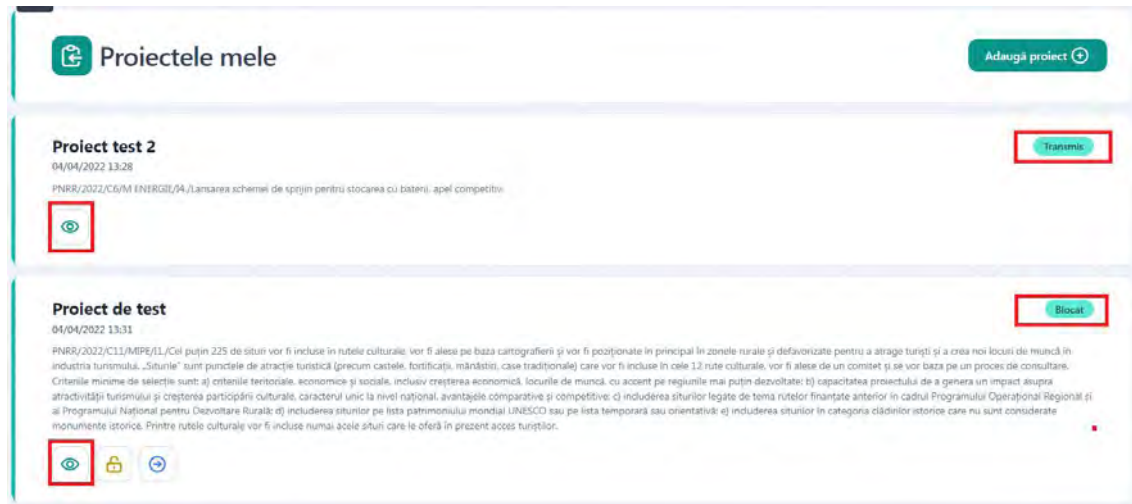 Proiectele mele
Adaugă proiect
Proiect test 2
Transmis
04/04/2022 13:28
PNRR/2022/C6/M ENERGIE/I4./Lansarea schemei de sprijin pentru stocarea cu baterii, apel competitiv.
Proiect de test
Blocat
04/04/2022 13:31
PNRR/2022/C11/MIPE/I1./Cel puțin 225 de situri vor fi incluse în rutele culturale, vor fi alese pe baza cartografierii și vor fi poziționate în principal în zonele rurale și defavorizate pentru a atrage turiști și a crea noi locuri de muncă în
industria turismului. „Siturile" sunt punctele de atracție turistică (precum castele, fortificații, mănăstiri, case tradiționale) care vor fi incluse în cele 12 rute culturale, vor fi alese de un comitet și se vor baza pe un proces de consultare.
Criteriile minime de selecție sunt: a) criteriile teritoriale, economice și sociale, inclusiv creșterea economică, locurile de muncă, cu accent pe regiunile mai puțin dezvoltate; b) capacitatea proiectului de a genera un impact asupra
atractivității turismului și creșterea participării culturale, caracterul unic la nivel național, avantajele comparative și competitive; c) includerea siturilor legate de tema rutelor finanțate anterior în cadrul Programului Operațional Regional și
al Programului Național pentru Dezvoltare Rurală; d) includerea siturilor pe lista patrimoniului mondial UNESCO sau pe lista temporară sau orientativă; e) includerea siturilor în categoria clădirilor istorice care nu sunt considerate
monumente istorice. Printre rutele culturale vor fi incluse numai acele situri care le oferă în prezent acces turiștilor.